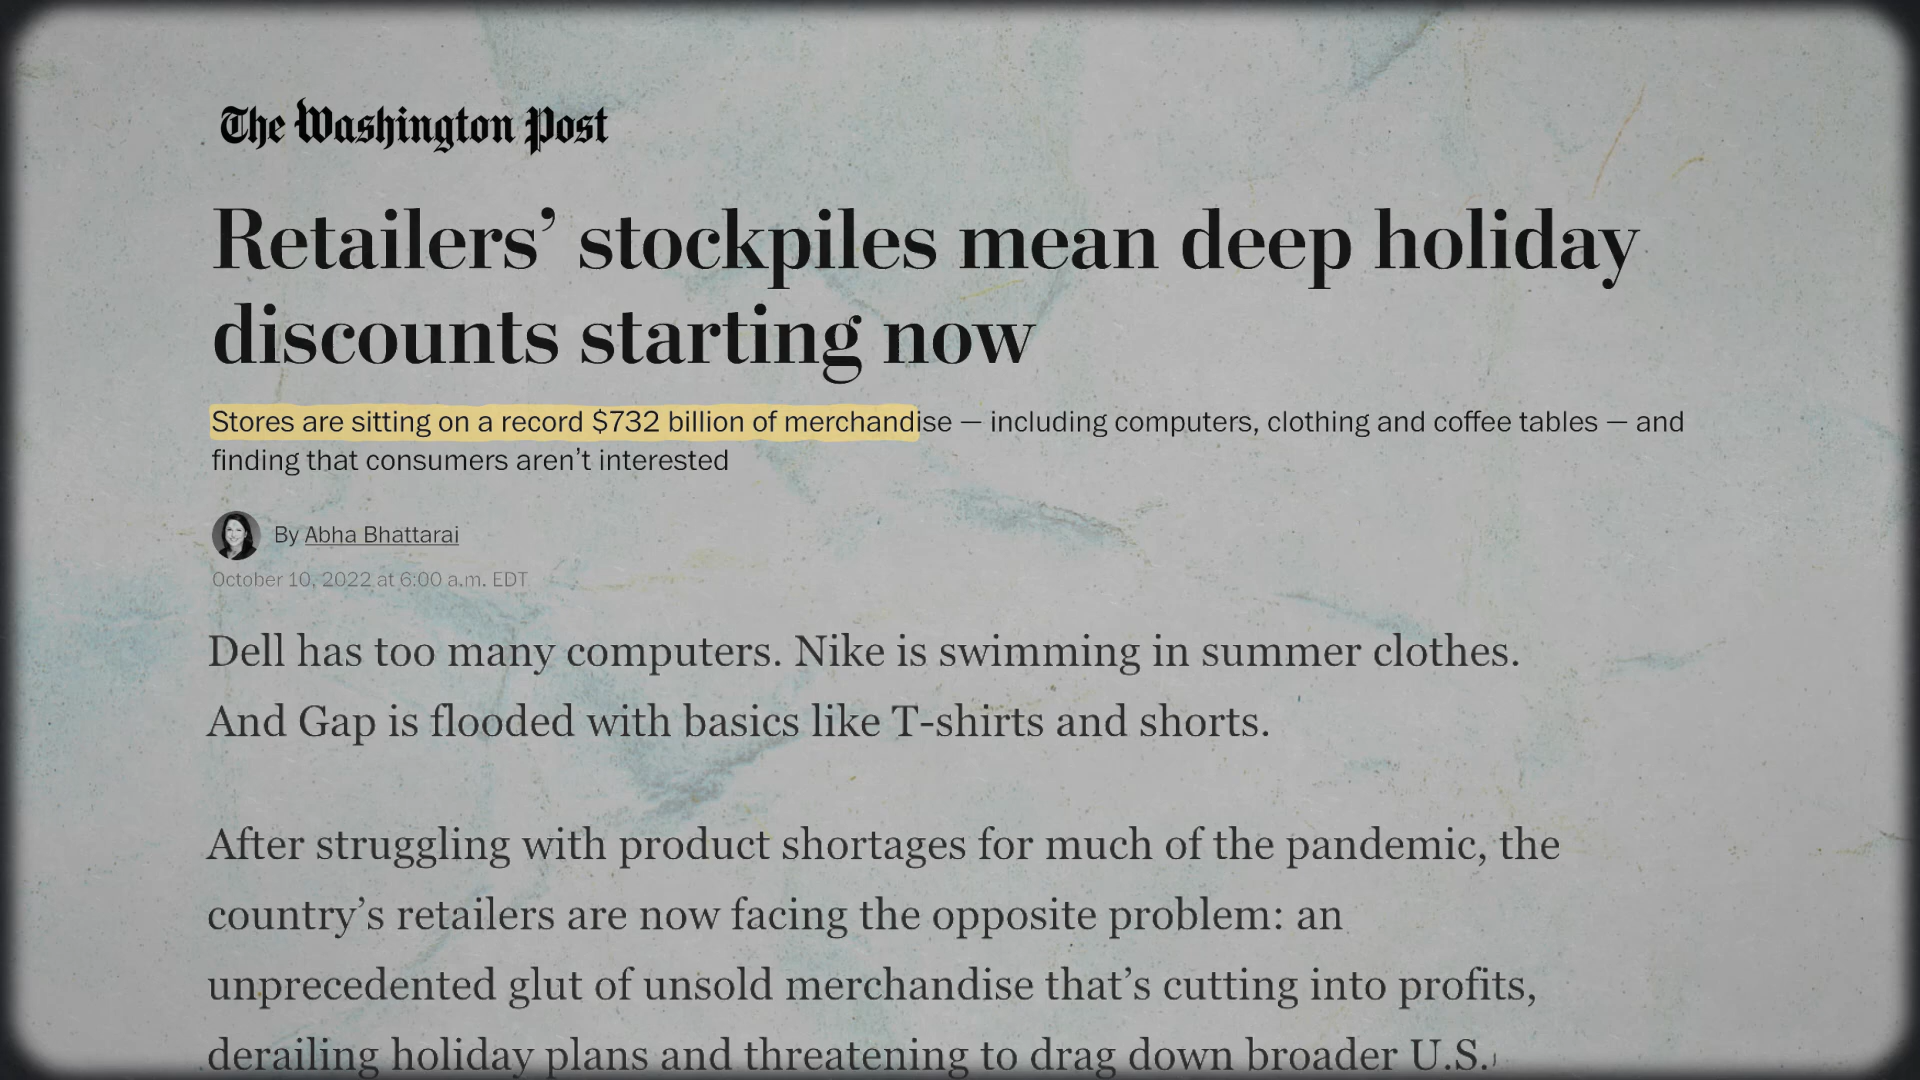 The Washington Post
Retailers’ stockpiles mean deep holiday
discounts starting now
Stores are sitting on a record $732 billion of merchandise — including computers, clothing and coffee tables — and
finding that consumers aren’t interested
By Abha Bhattarai
October 10, 2022 at 6:00 a.m. EDT
Dell has too many computers. Nike is swimming in summer clothes.
And Gap is flooded with basics like T-shirts and shorts.
After struggling with product shortages for much of the pandemic, the
country’s retailers are now facing the opposite problem: an
unprecedented glut of unsold merchandise that’s cutting into profits,
derailing holiday plans and threatening to drag down broader U.S.